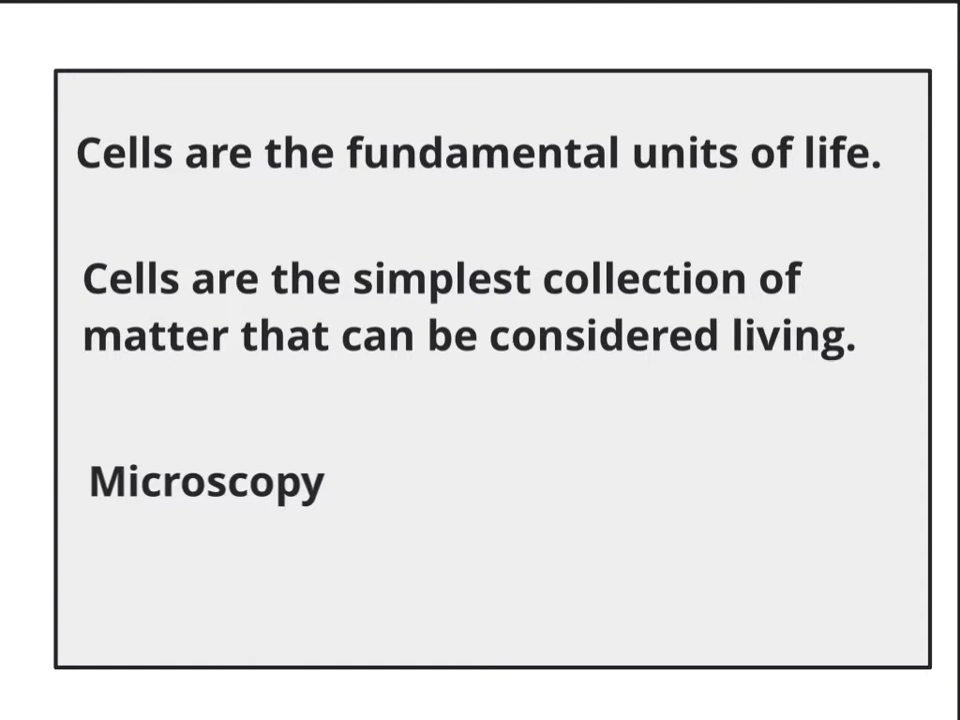 Cells are the fundamental units of life.
Cells are the simplest collection of
matter that can be considered living.
Microscopy